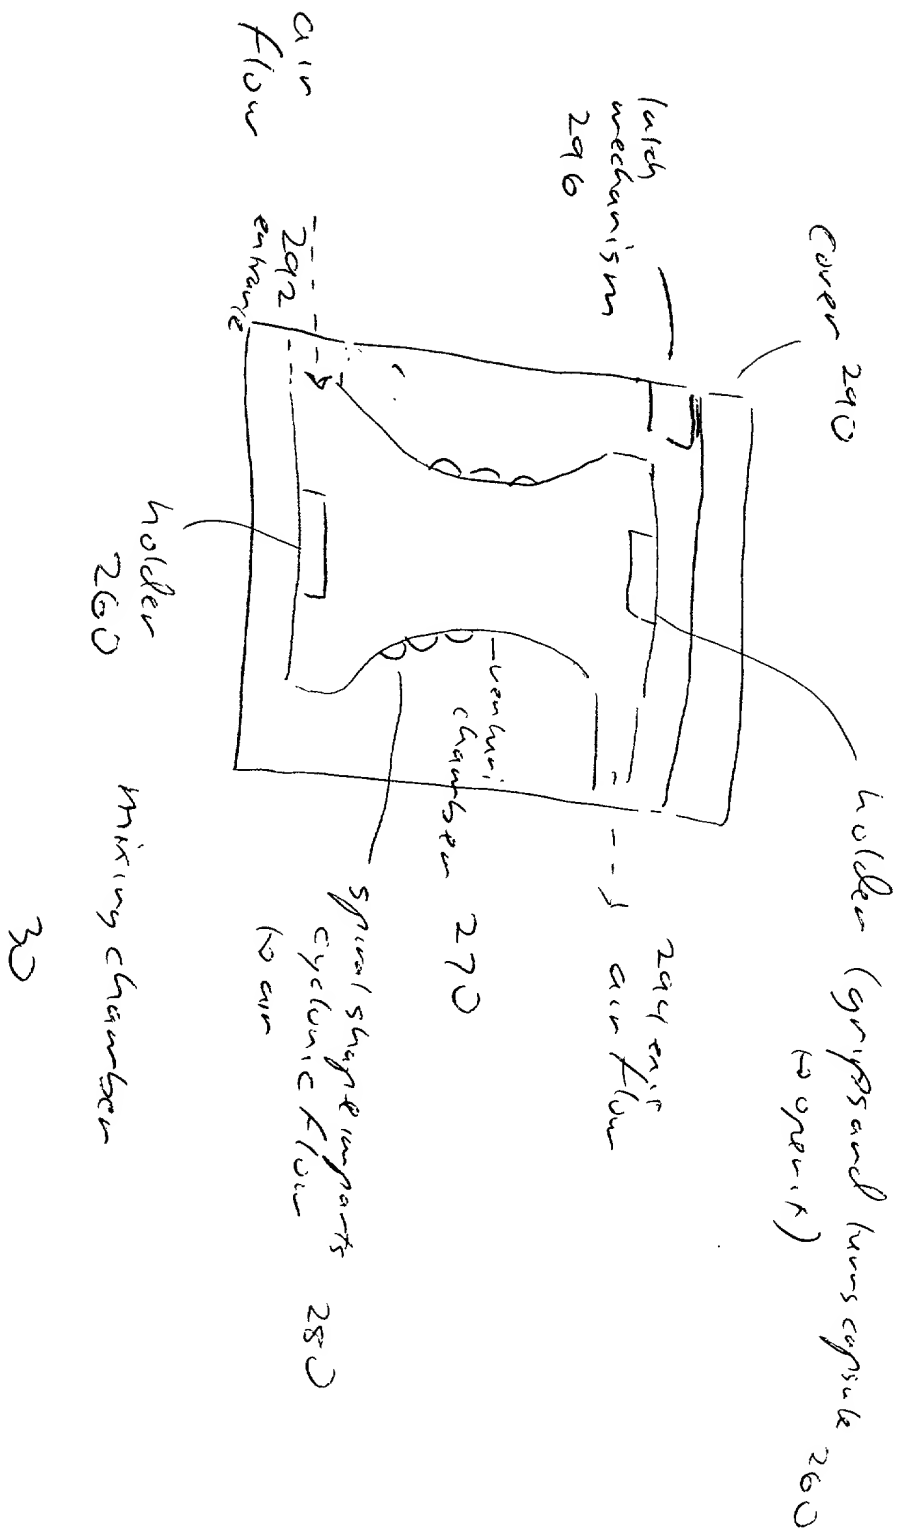 cover 290
latch
mechanism
296
holder (grips and turns capsule
to open it) 260
294 exit
air flow
air
flow
292
entrance
venturi
chamber 270
spiral shape imparts
cyclonic flow 280
to air
holder
260
mixing chamber
30